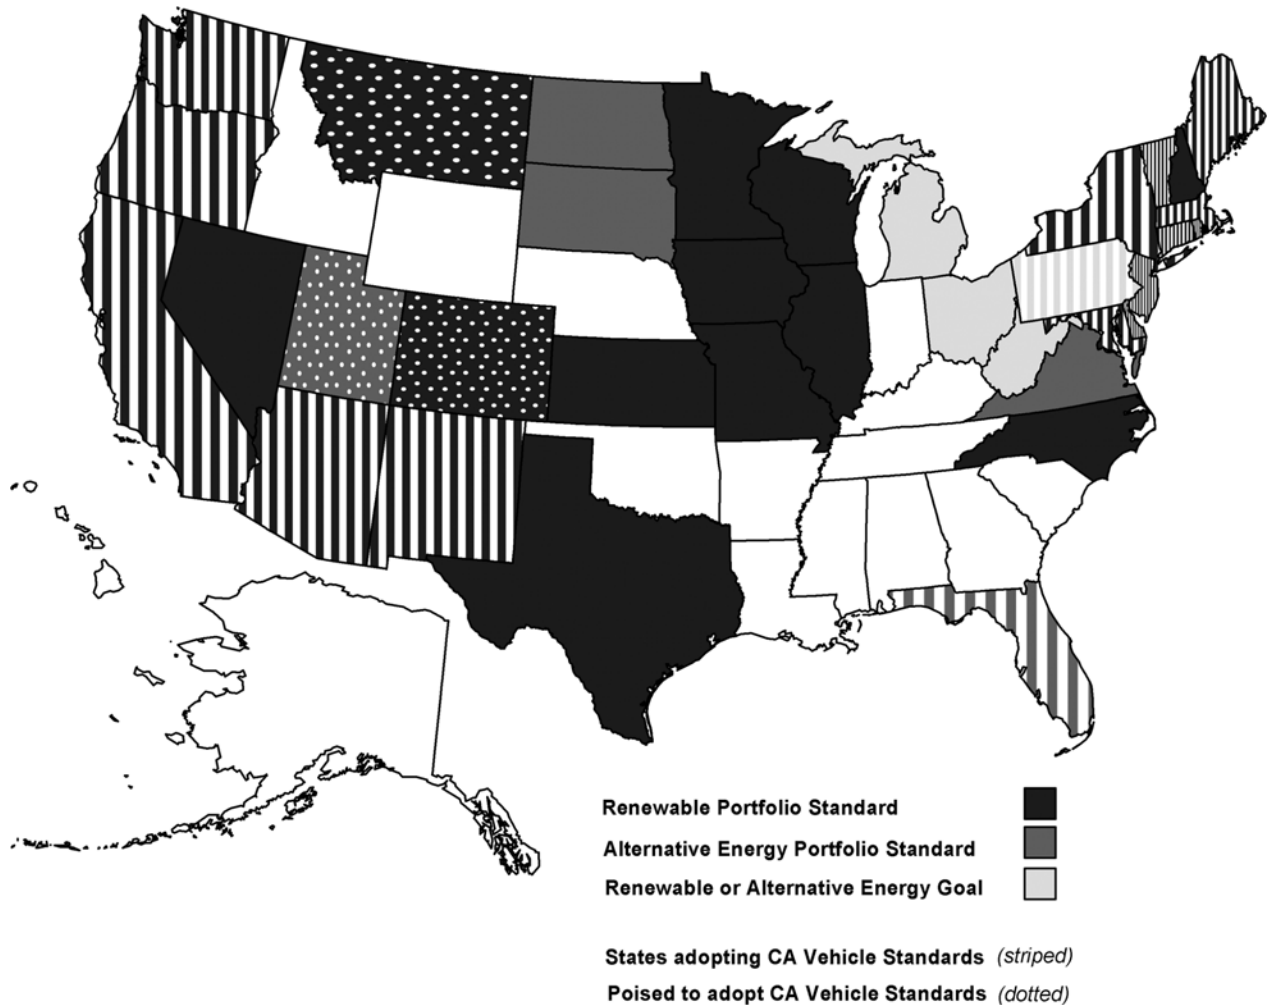 Renewable Portfolio Standard
Alternative Energy Portfolio Standard
Renewable or Alternative Energy Goal
States adopting CA Vehicle Standards (striped)
Poised to adopt CA Vehicle Standards (dotted)